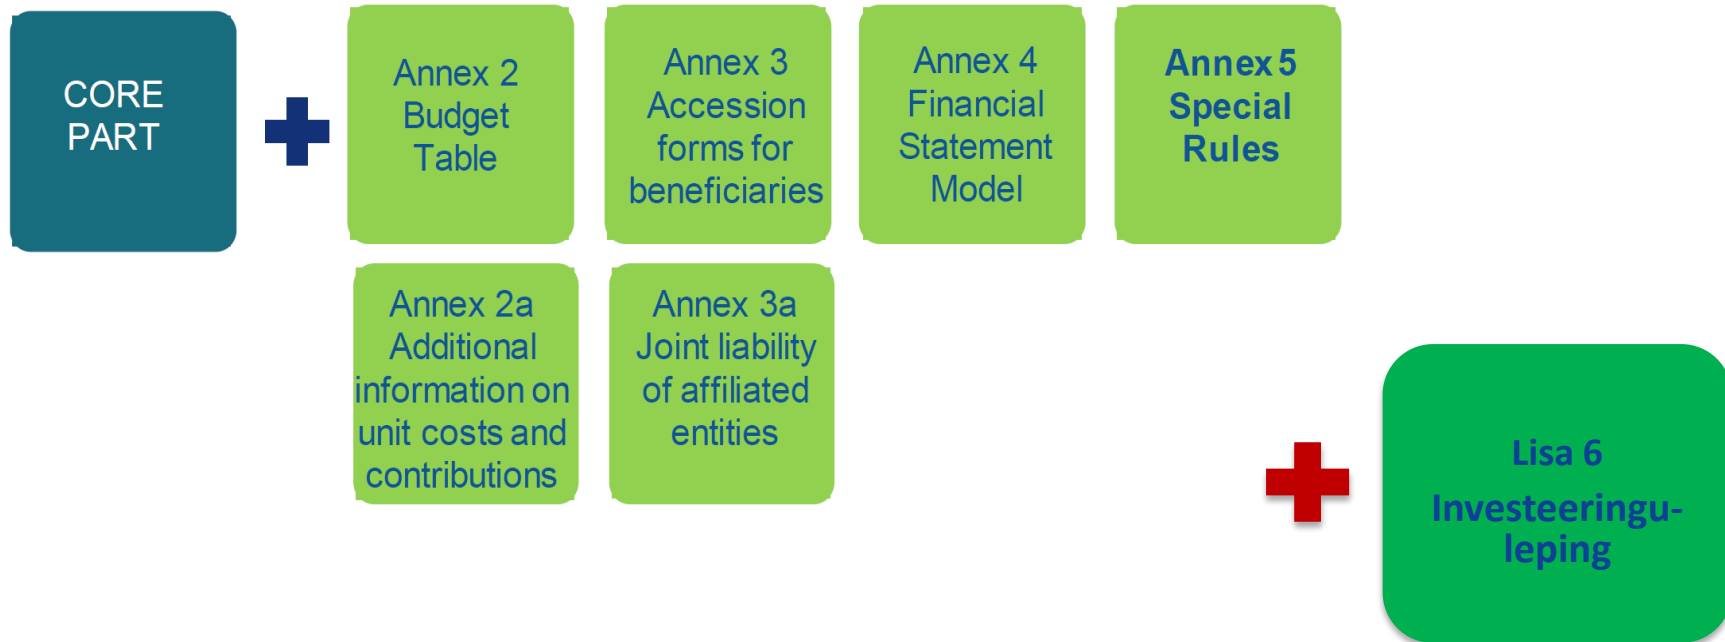 CORE
PART
Annex 2
Budget
Table
Annex 3
Accession
forms for
beneficiaries
Annex 4
Financial
Statement
Model
Annex 5
Special
Rules
Annex 2a
Additional
information on
unit costs and
contributions
Annex 3a
Joint liability
of affiliated
entities
Lisa 6
Investeeringu-
leping